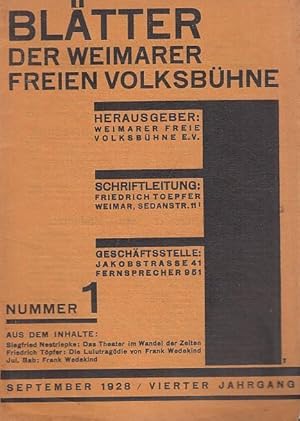 BLÄTTER
DER WEIMARER
FREIEN VOLKSBÜHNE
HERAUSGEBER:
WEIMARER FREIE
VOLKSBÜHNE E.V.
SCHRIFTLEITUNG:
FRIEDRICH TOEPFER
WEIMAR, SEDANSTR. 11 I
GESCHÄFTSSTELLE:
JAKOBSTRASSE 41
FERNSPRECHER 951
NUMMER 1
AUS DEM INHALTE:
Siegfried Nestriepke: Das Theater im Wandel der Zeiten
Friedrich Töpfer: Die Lulutragödie von Frank Wedekind
Jul. Bab: Frank Wedekind
T
SEPTEMBER 1928 / VIERTER JAHRGANG